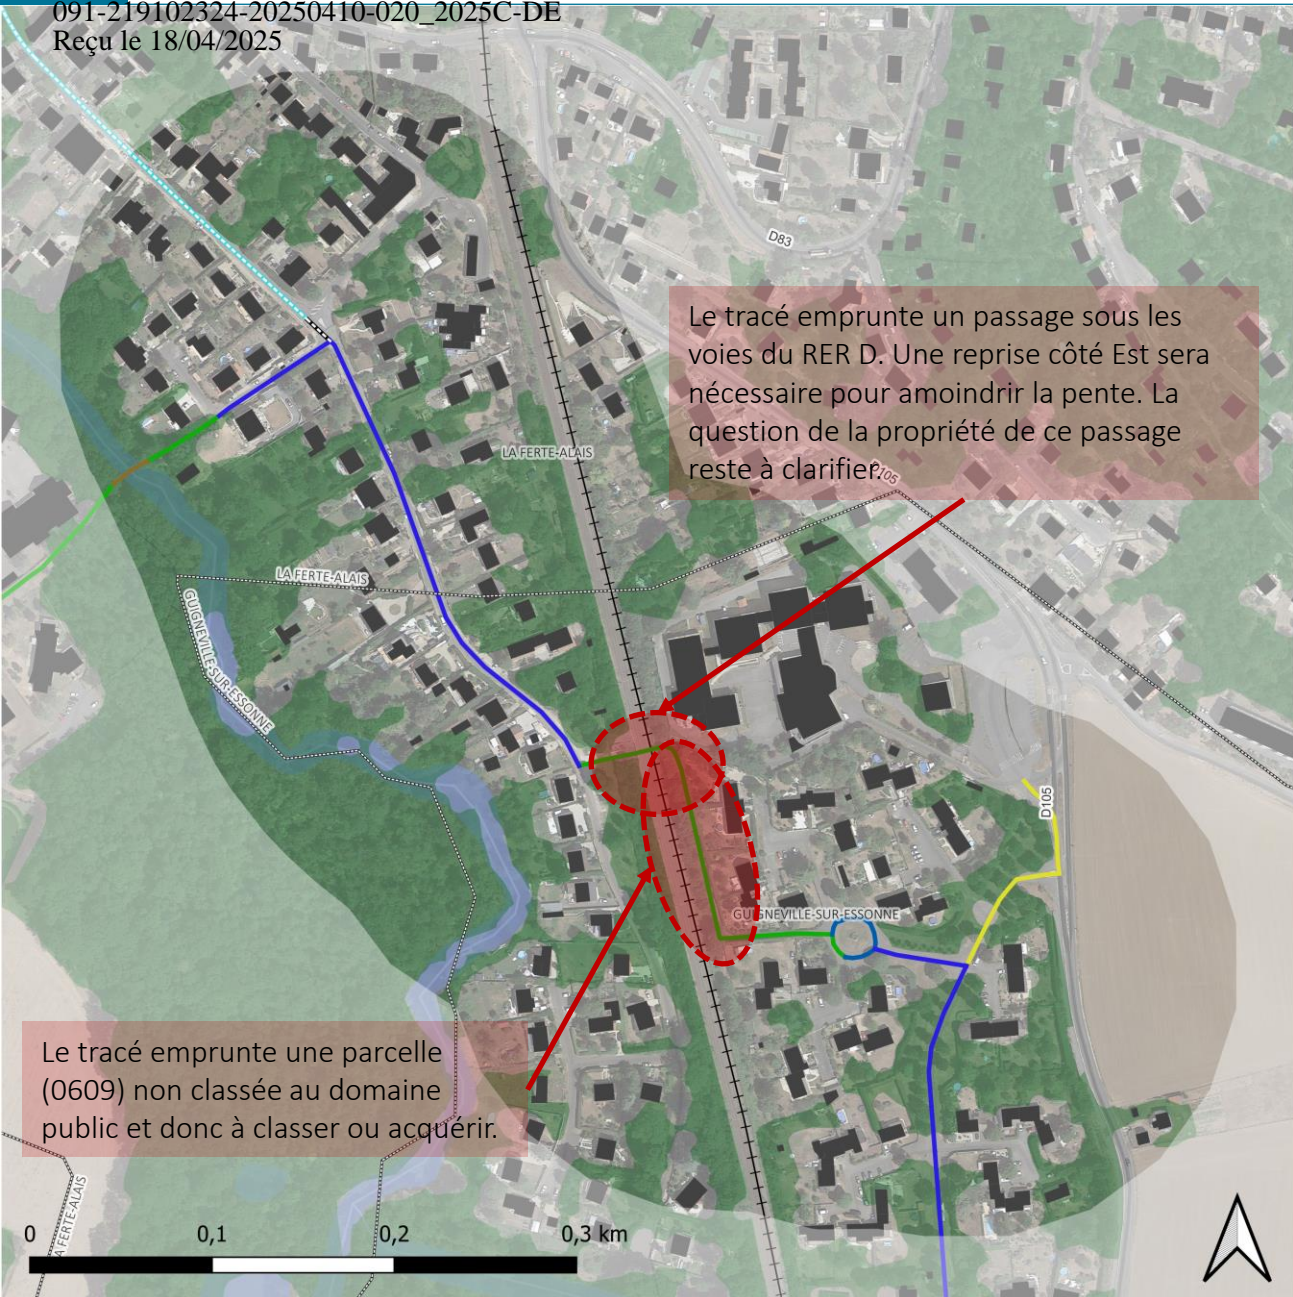 091-219102324-20250410-020_2025C-DE
Reçu le 18/04/2025
D83
Le tracé emprunte un passage sous les
voies du RER D. Une reprise côté Est sera
nécessaire pour amoindrir la pente. La
question de la propriété de ce passage
reste à clarifier.
D105
LA FERTE-ALAIS
LA FERTE-ALAIS
GUIGNEVILLE-SUR-ESSONNE
D105
GUIGNEVILLE-SUR-ESSONNE
Le tracé emprunte une parcelle
(0609) non classée au domaine
public et donc à classer ou acquérir.
LA FERTE-ALAIS
0 0,1 0,2 0,3 km